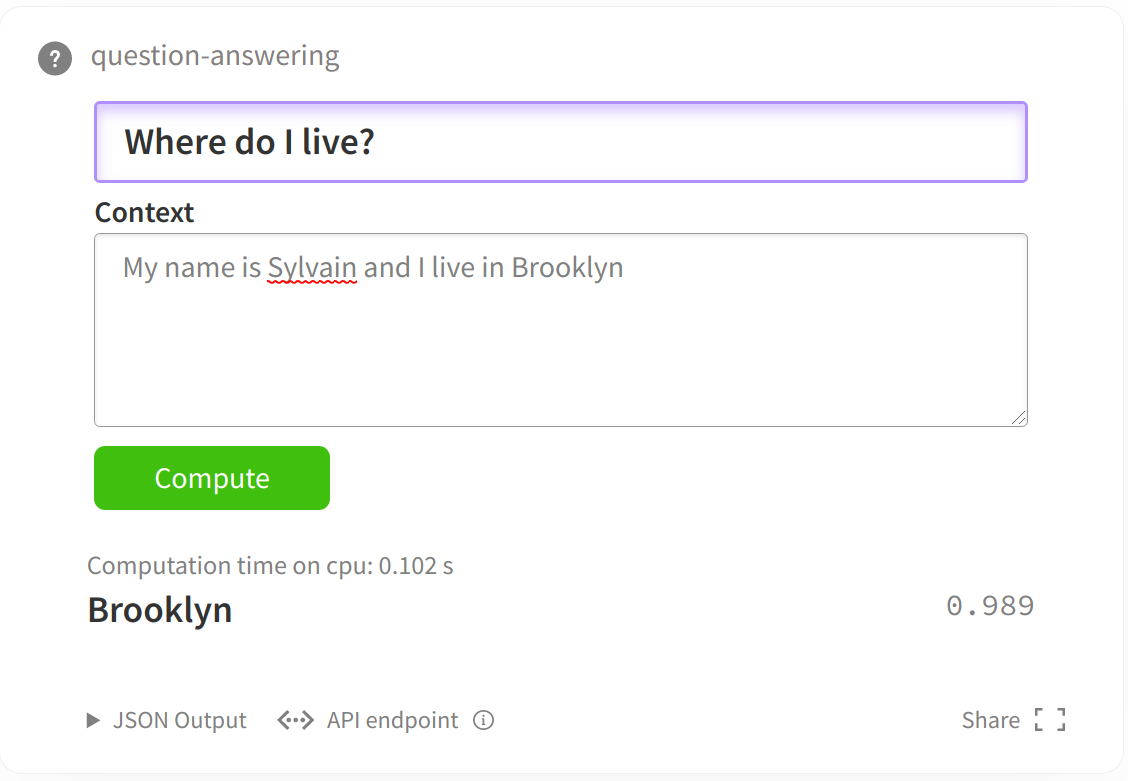 question-answering
Where do I live?
Context
My name is Sylvain and I live in Brooklyn
Compute
Computation time on cpu: 0.102 s
Brooklyn 0.989
JSON Output API endpoint Share